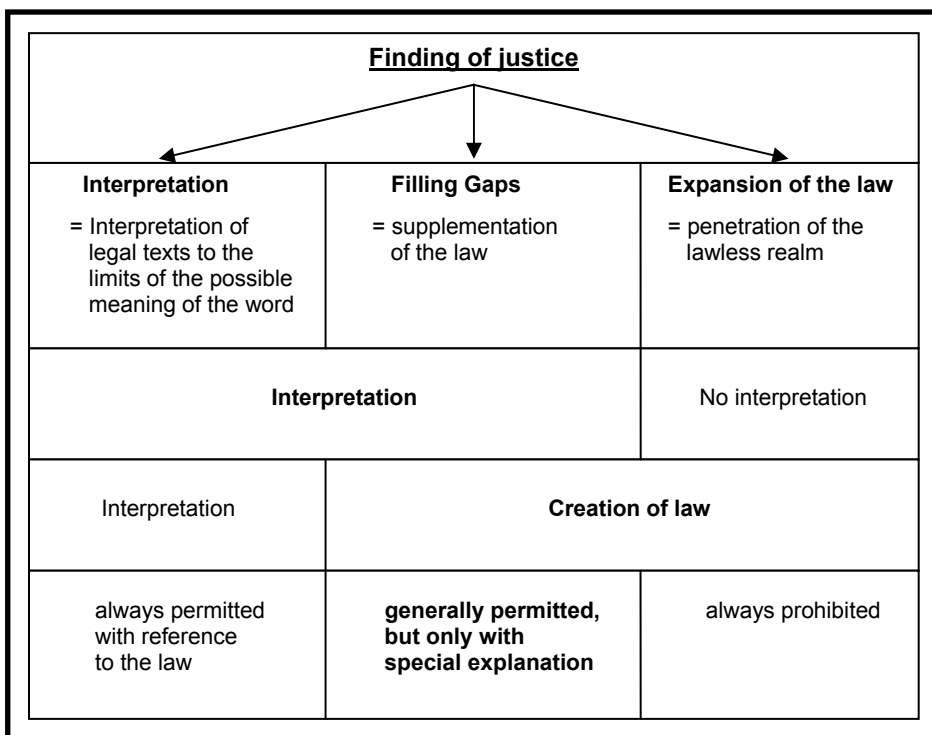 Finding of justice
Interpretation
= Interpretation of
legal texts to the
limits of the possible
meaning of the word
Filling Gaps
= supplementation
of the law
Expansion of the law
= penetration of the
lawless realm
Interpretation
No interpretation
Interpretation
Creation of law
always permitted
with reference
to the law
generally permitted,
but only with
special explanation
always prohibited